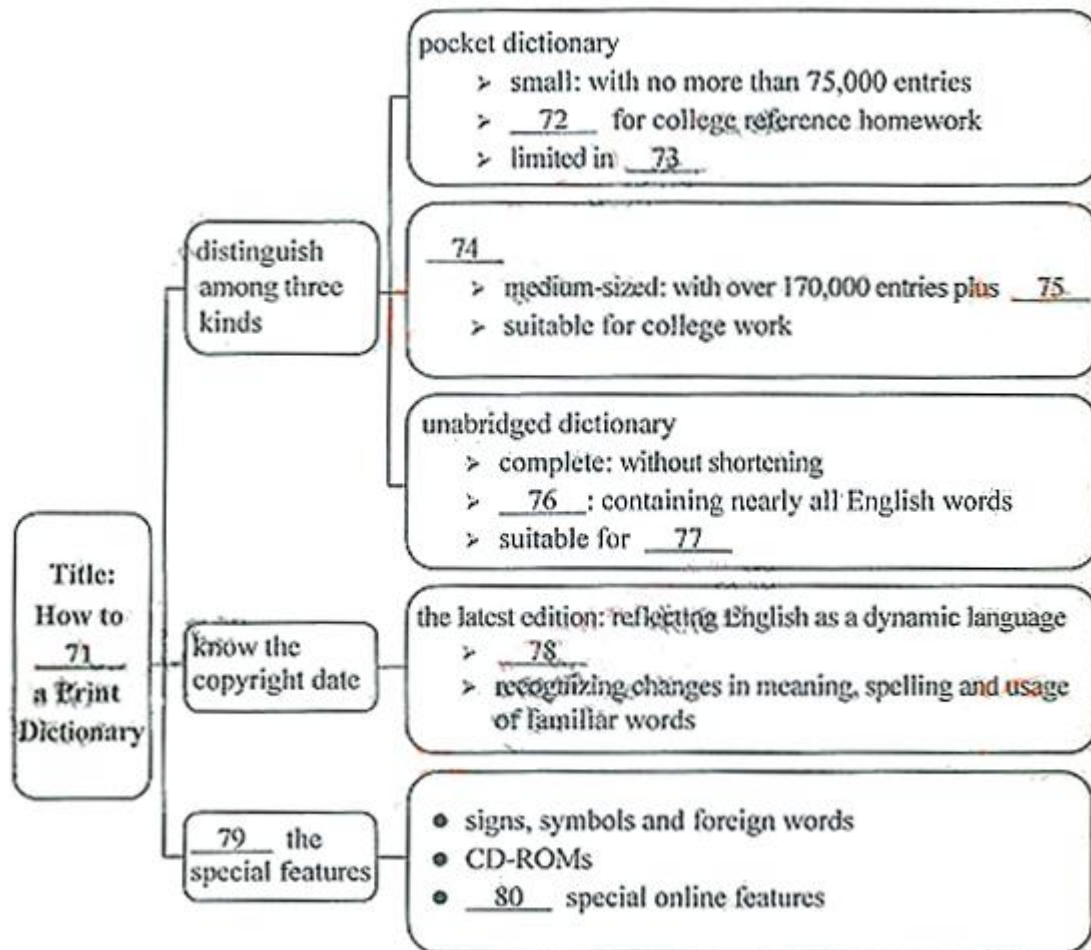 pocket dictionary
➢ small: with no more than 75,000 entries
➢ 72 for college reference homework
➢ limited in 73
distinguish
among three
kinds
74
➢ medium-sized: with over 170,000 entries plus 75
➢ suitable for college work
unabridged dictionary
➢ complete: without shortening
➢ 76 : containing nearly all English words
➢ suitable for 77
Title:
How to
71
a Print
Dictionary
know the
copyright date
the latest edition: reflecting English as a dynamic language
➢ 78
➢ recognizing changes in meaning, spelling and usage
of familiar words
79 the
special features
● signs, symbols and foreign words
● CD-ROMs
● 80 special online features